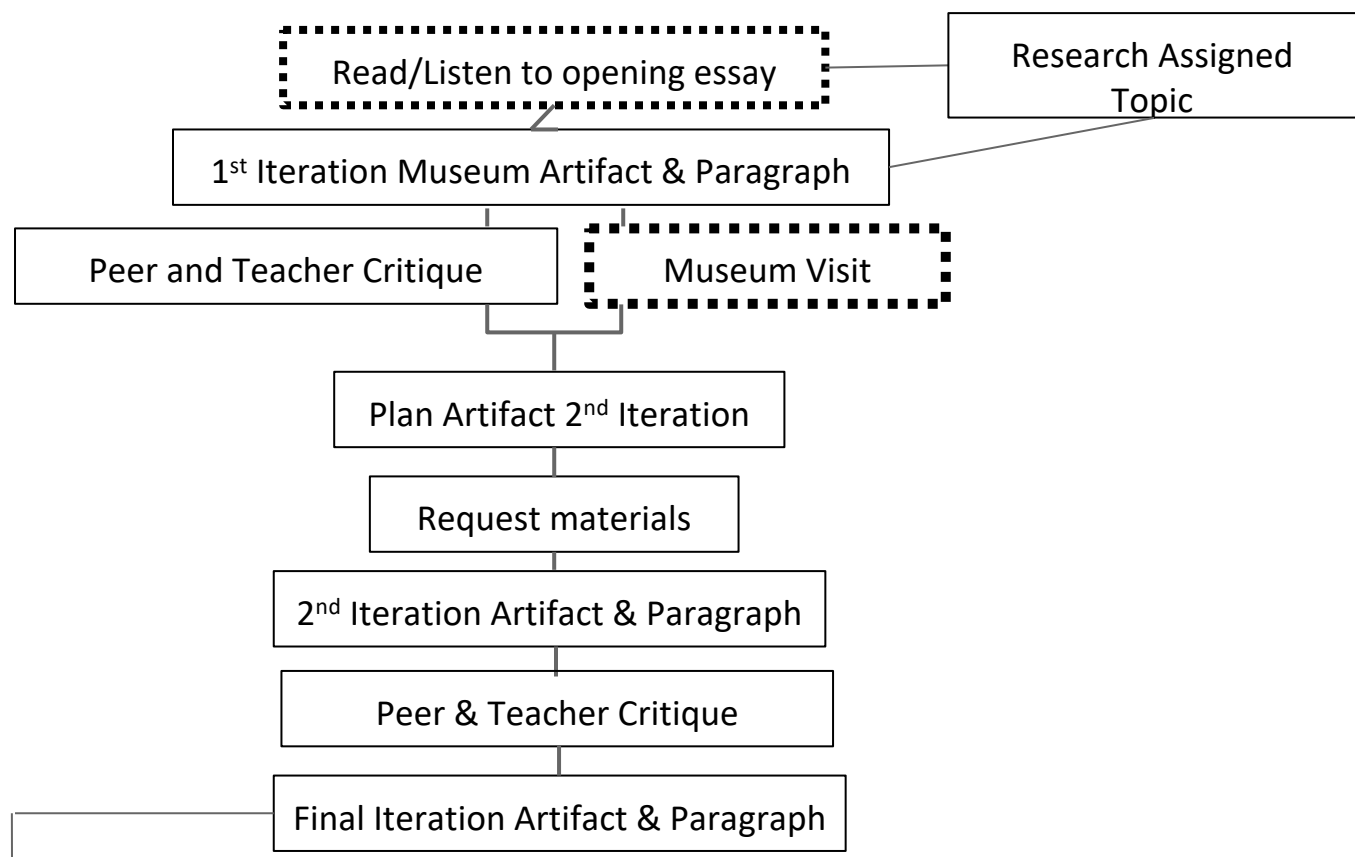 Read/Listen to opening essay
Research Assigned
Topic
1st Iteration Museum Artifact & Paragraph
Peer and Teacher Critique
Museum Visit
Plan Artifact 2nd Iteration
Request materials
2nd Iteration Artifact & Paragraph
Peer & Teacher Critique
Final Iteration Artifact & Paragraph